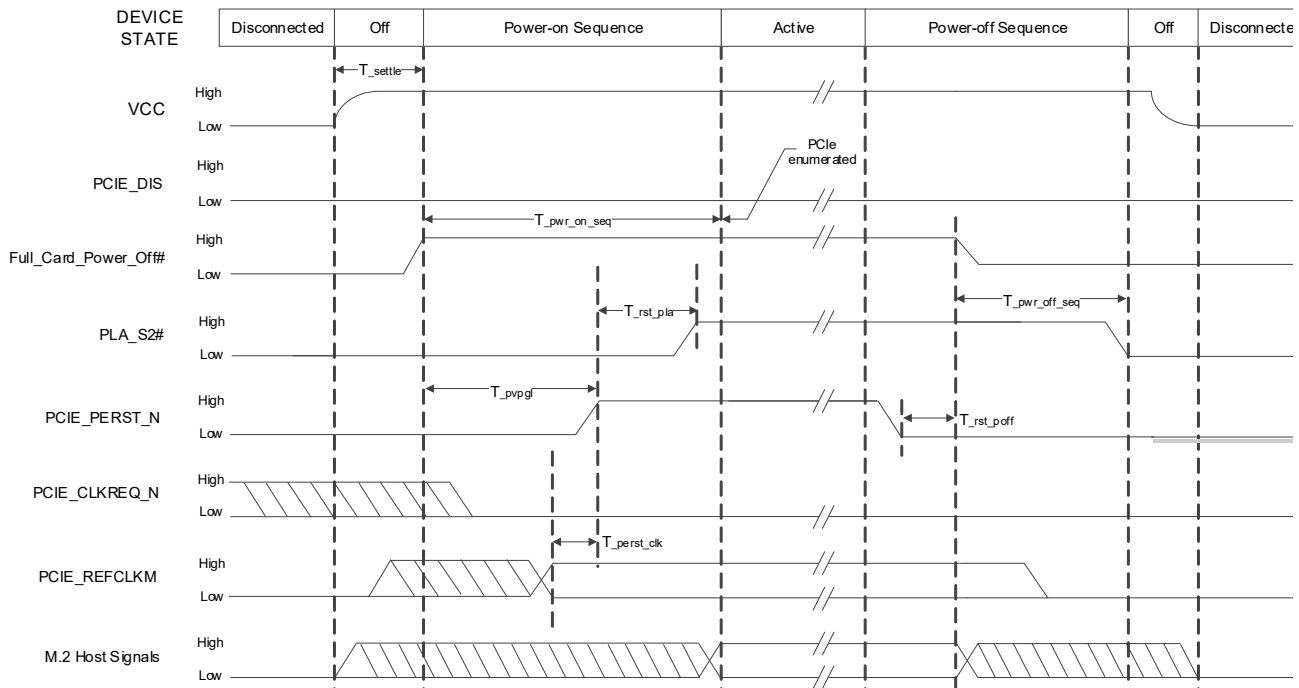 DEVICE
STATE
Disconnected Off Power-on Sequence Active Power-off Sequence Off Disconnecte
T_settle
VCC
High
Low
PCIe
enumerated
PCIE_DIS
High
Low
T_pwr_on_seq
Full_Card_Power_Off#
High
Low
T_pwr_off_seq
PLA_S2#
High
T_rst_pla
Low
T_pvpgl
PCIE_PERST_N
High
T_rst_poff
Low
PCIE_CLKREQ_N
High
Low
T_perst_clk
PCIE_REFCLKM
High
Low
M.2 Host Signals
High
Low